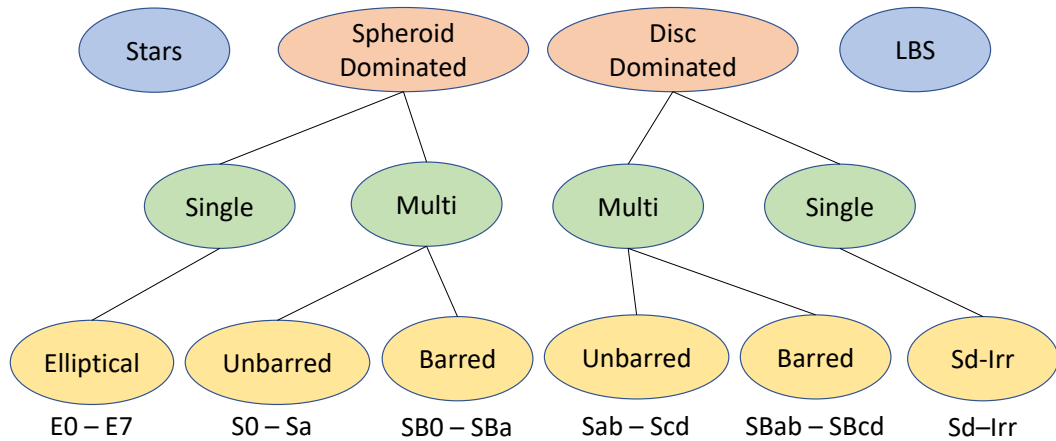 Stars
Spheroid
Dominated
Disc
Dominated
LBS
Single
Multi
Multi
Single
Elliptical
Unbarred
Barred
Unbarred
Barred
Sd-Irr
E0 – E7
S0 – Sa
SB0 – SBa
Sab – Scd
SBab – SBcd
Sd–Irr